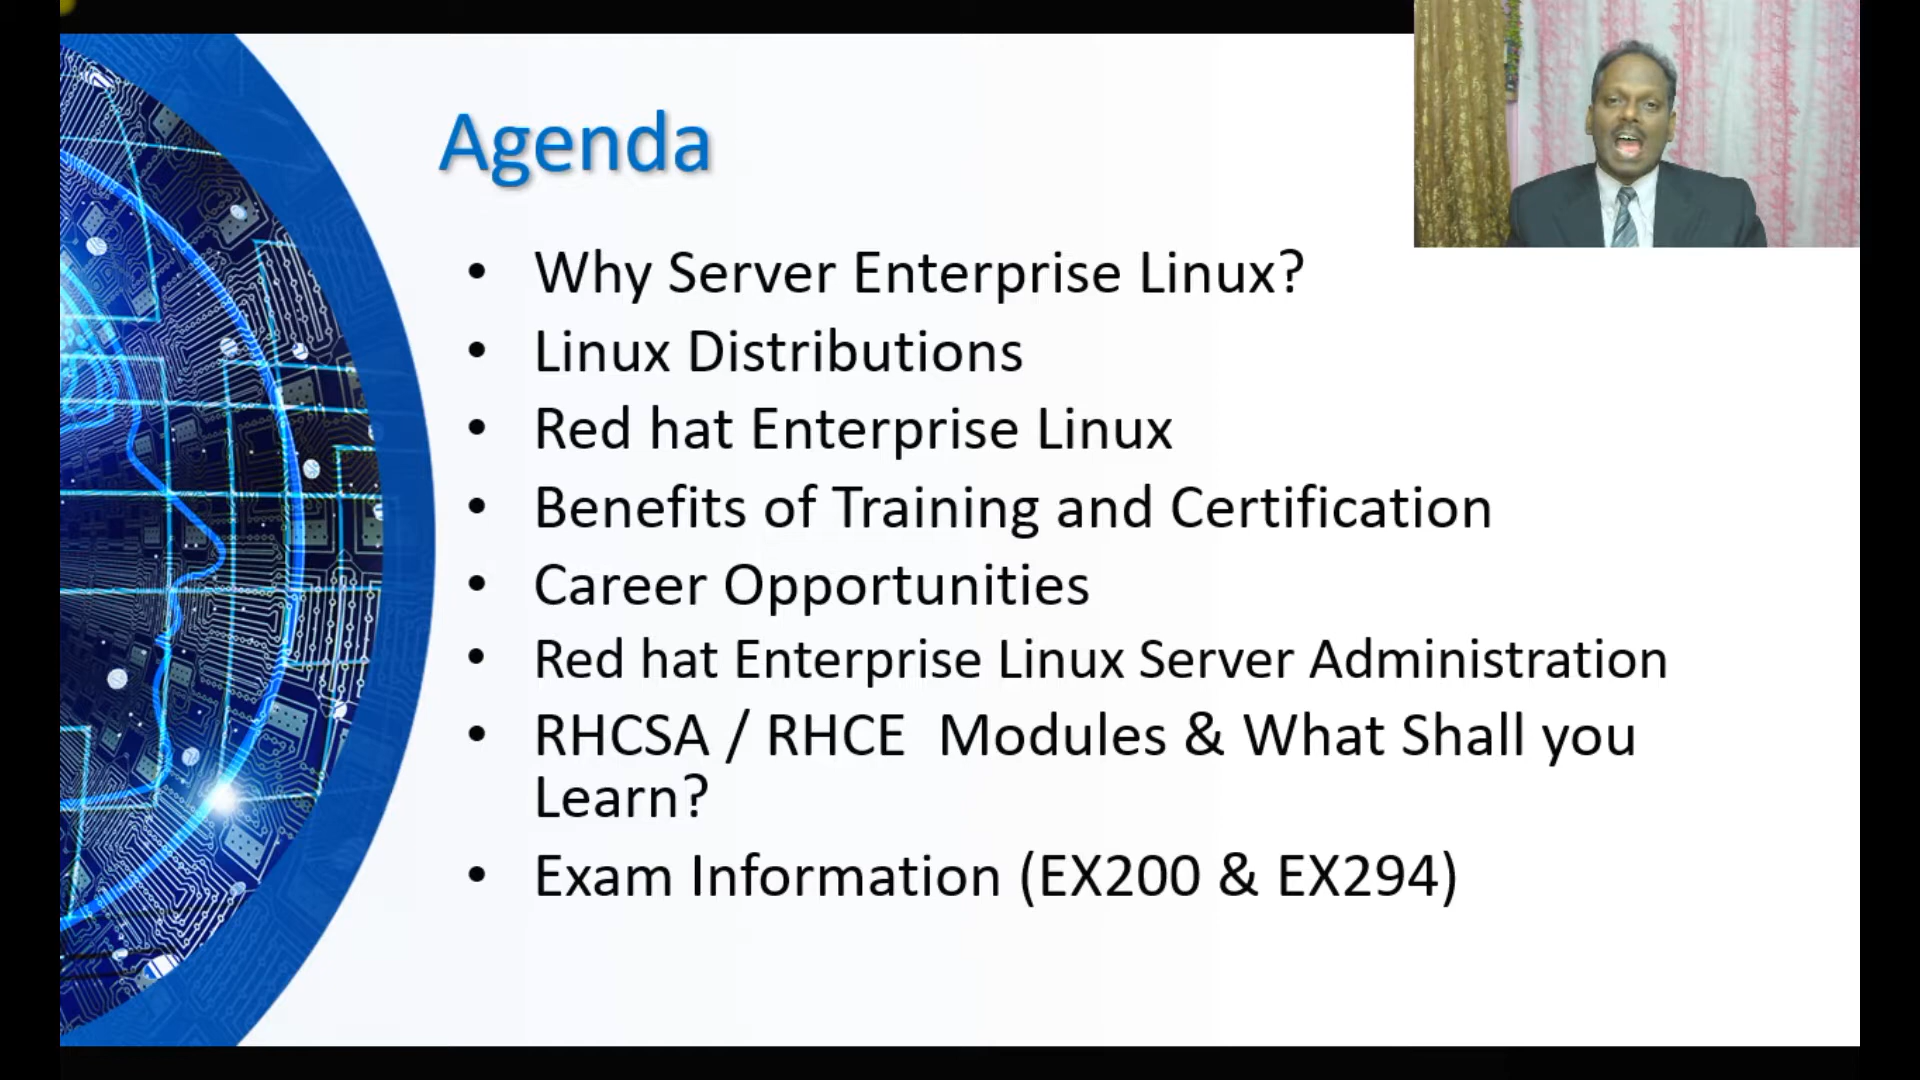 Agenda
• Why Server Enterprise Linux?
• Linux Distributions
• Red hat Enterprise Linux
• Benefits of Training and Certification
• Career Opportunities
• Red hat Enterprise Linux Server Administration
• RHCSA / RHCE  Modules & What Shall you
Learn?
• Exam Information (EX200 & EX294)